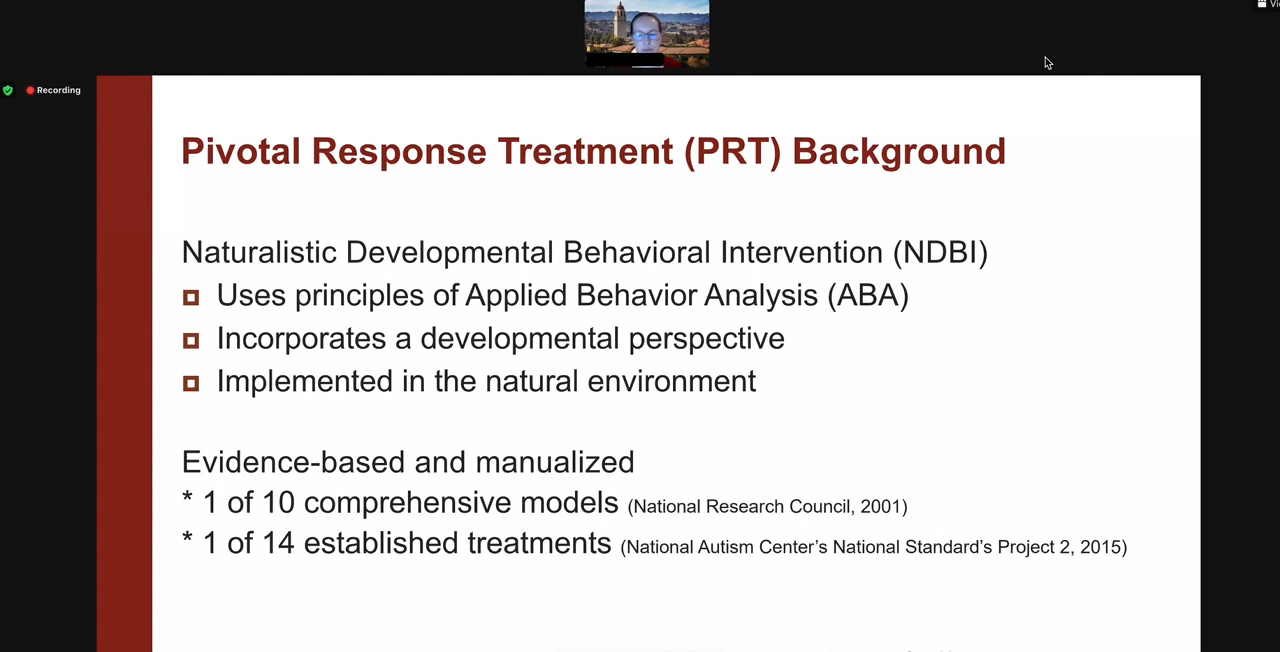 Vi
Recording
Pivotal Response Treatment (PRT) Background
Naturalistic Developmental Behavioral Intervention (NDBI)
Uses principles of Applied Behavior Analysis (ABA)
Incorporates a developmental perspective
Implemented in the natural environment
Evidence-based and manualized
* 1 of 10 comprehensive models (National Research Council, 2001)
* 1 of 14 established treatments (National Autism Center’s National Standard’s Project 2, 2015)